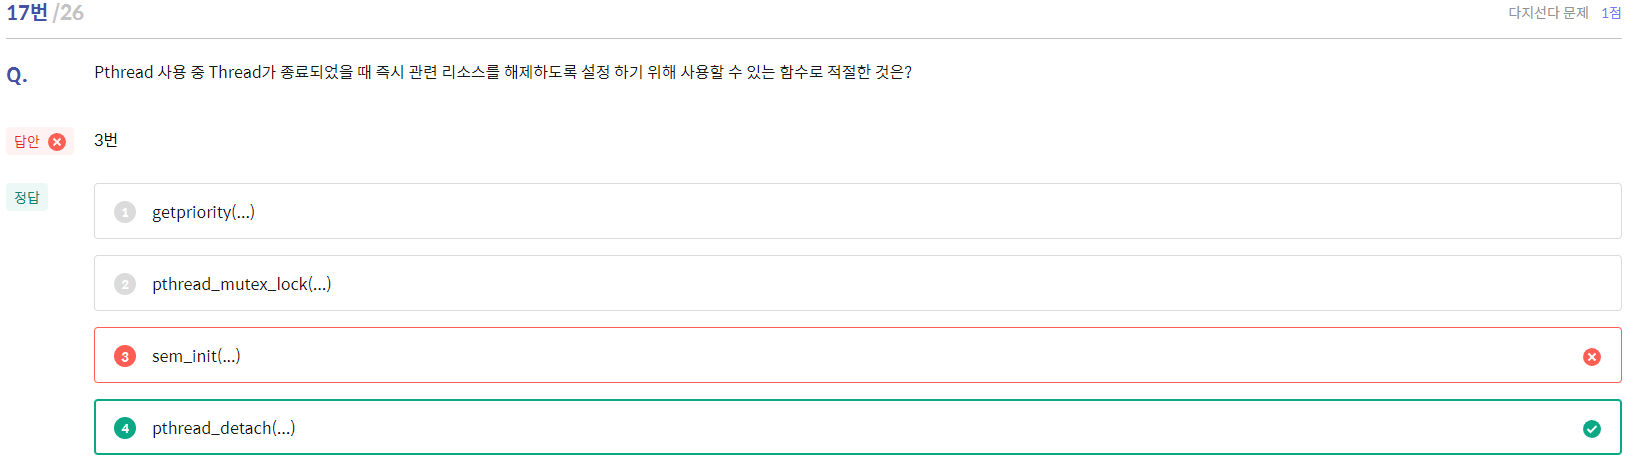 17번 /26
다지선다 문제 1점
Q. Pthread 사용 중 Thread가 종료되었을 때 즉시 관련 리소스를 해제하도록 설정 하기 위해 사용할 수 있는 함수로 적절한 것은?
답안 3번
정답
1 getpriority(...)
2 pthread_mutex_lock(...)
3 sem_init(...)
4 pthread_detach(...)